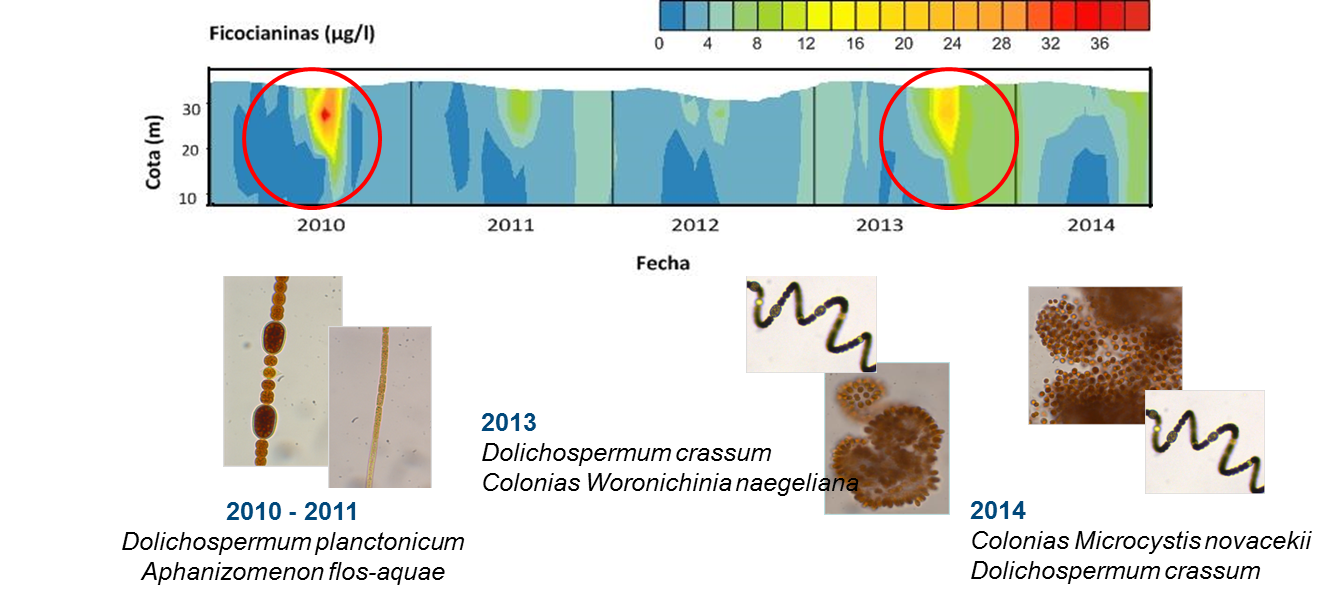 Ficocianinas (µg/l)
0 4 8 12 16 20 24 28 32 36
Cota (m)
30
20
10
2010 2011 2012 2013 2014
Fecha
2013
Dolichospermum crassum
Colonias Woronichinia naegeliana
2010 - 2011
Dolichospermum planctonicum
Aphanizomenon flos-aquae
2014
Colonias Microcystis novacekii
Dolichospermum crassum